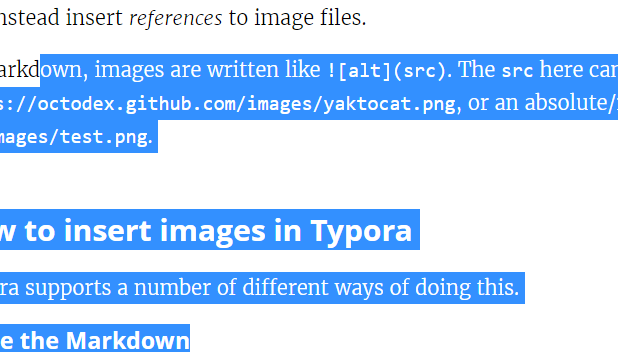 nstead insert references to image files.
arkdown, images are written like ![alt](src). The src here can
s://octodex.github.com/images/yaktocat.png, or an absolute/
mages/test.png.
w to insert images in Typora
ra supports a number of different ways of doing this.
e the Markdown